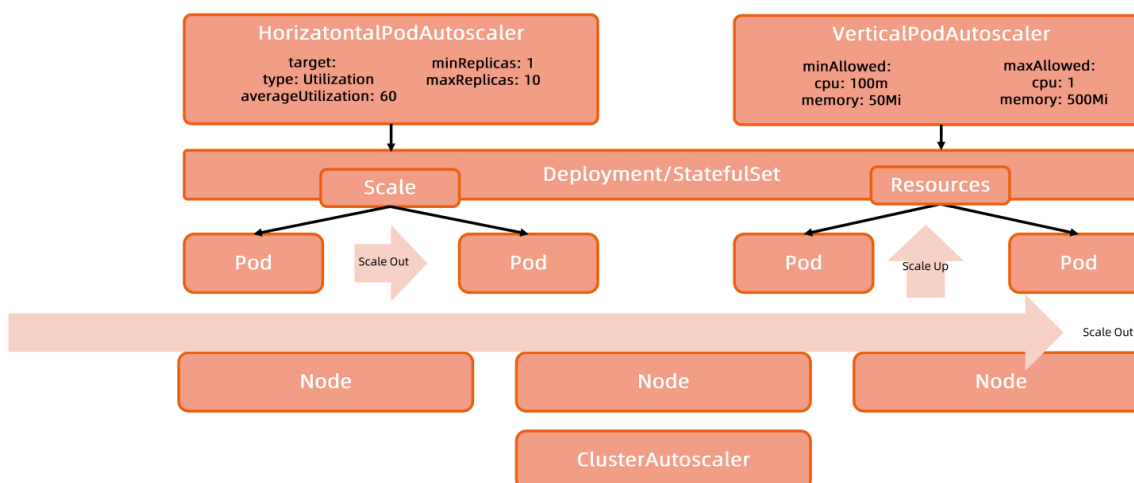 HorizatontalPodAutoscaler
target:
type: Utilization
averageUtilization: 60
minReplicas: 1
maxReplicas: 10
VerticalPodAutoscaler
minAllowed:
cpu: 100m
memory: 50Mi
maxAllowed:
cpu: 1
memory: 500Mi
Deployment/StatefulSet
Scale
Resources
Pod
Scale Out
Pod
Pod
Scale Up
Pod
Scale Out
Node
Node
Node
ClusterAutoscaler